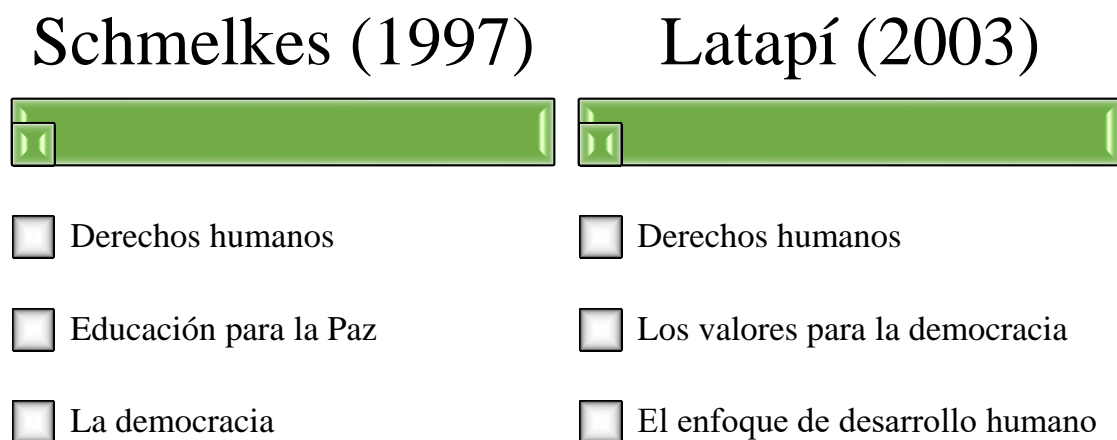 Schmelkes (1997)
Derechos humanos
Educación para la Paz
La democracia
Latapí (2003)
Derechos humanos
Los valores para la democracia
El enfoque de desarrollo humano